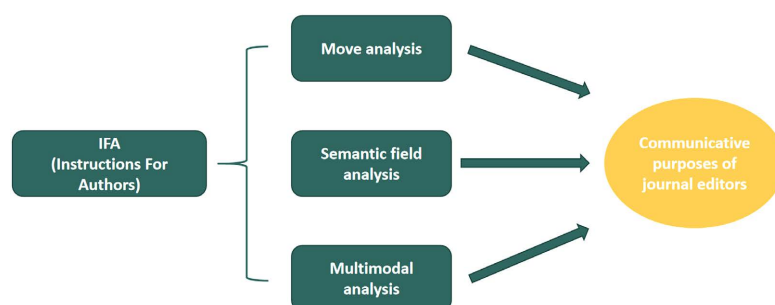 Move analysis
IFA
(Instructions For
Authors)
Semantic field
analysis
Communicative
purposes of
journal editors
Multimodal
analysis